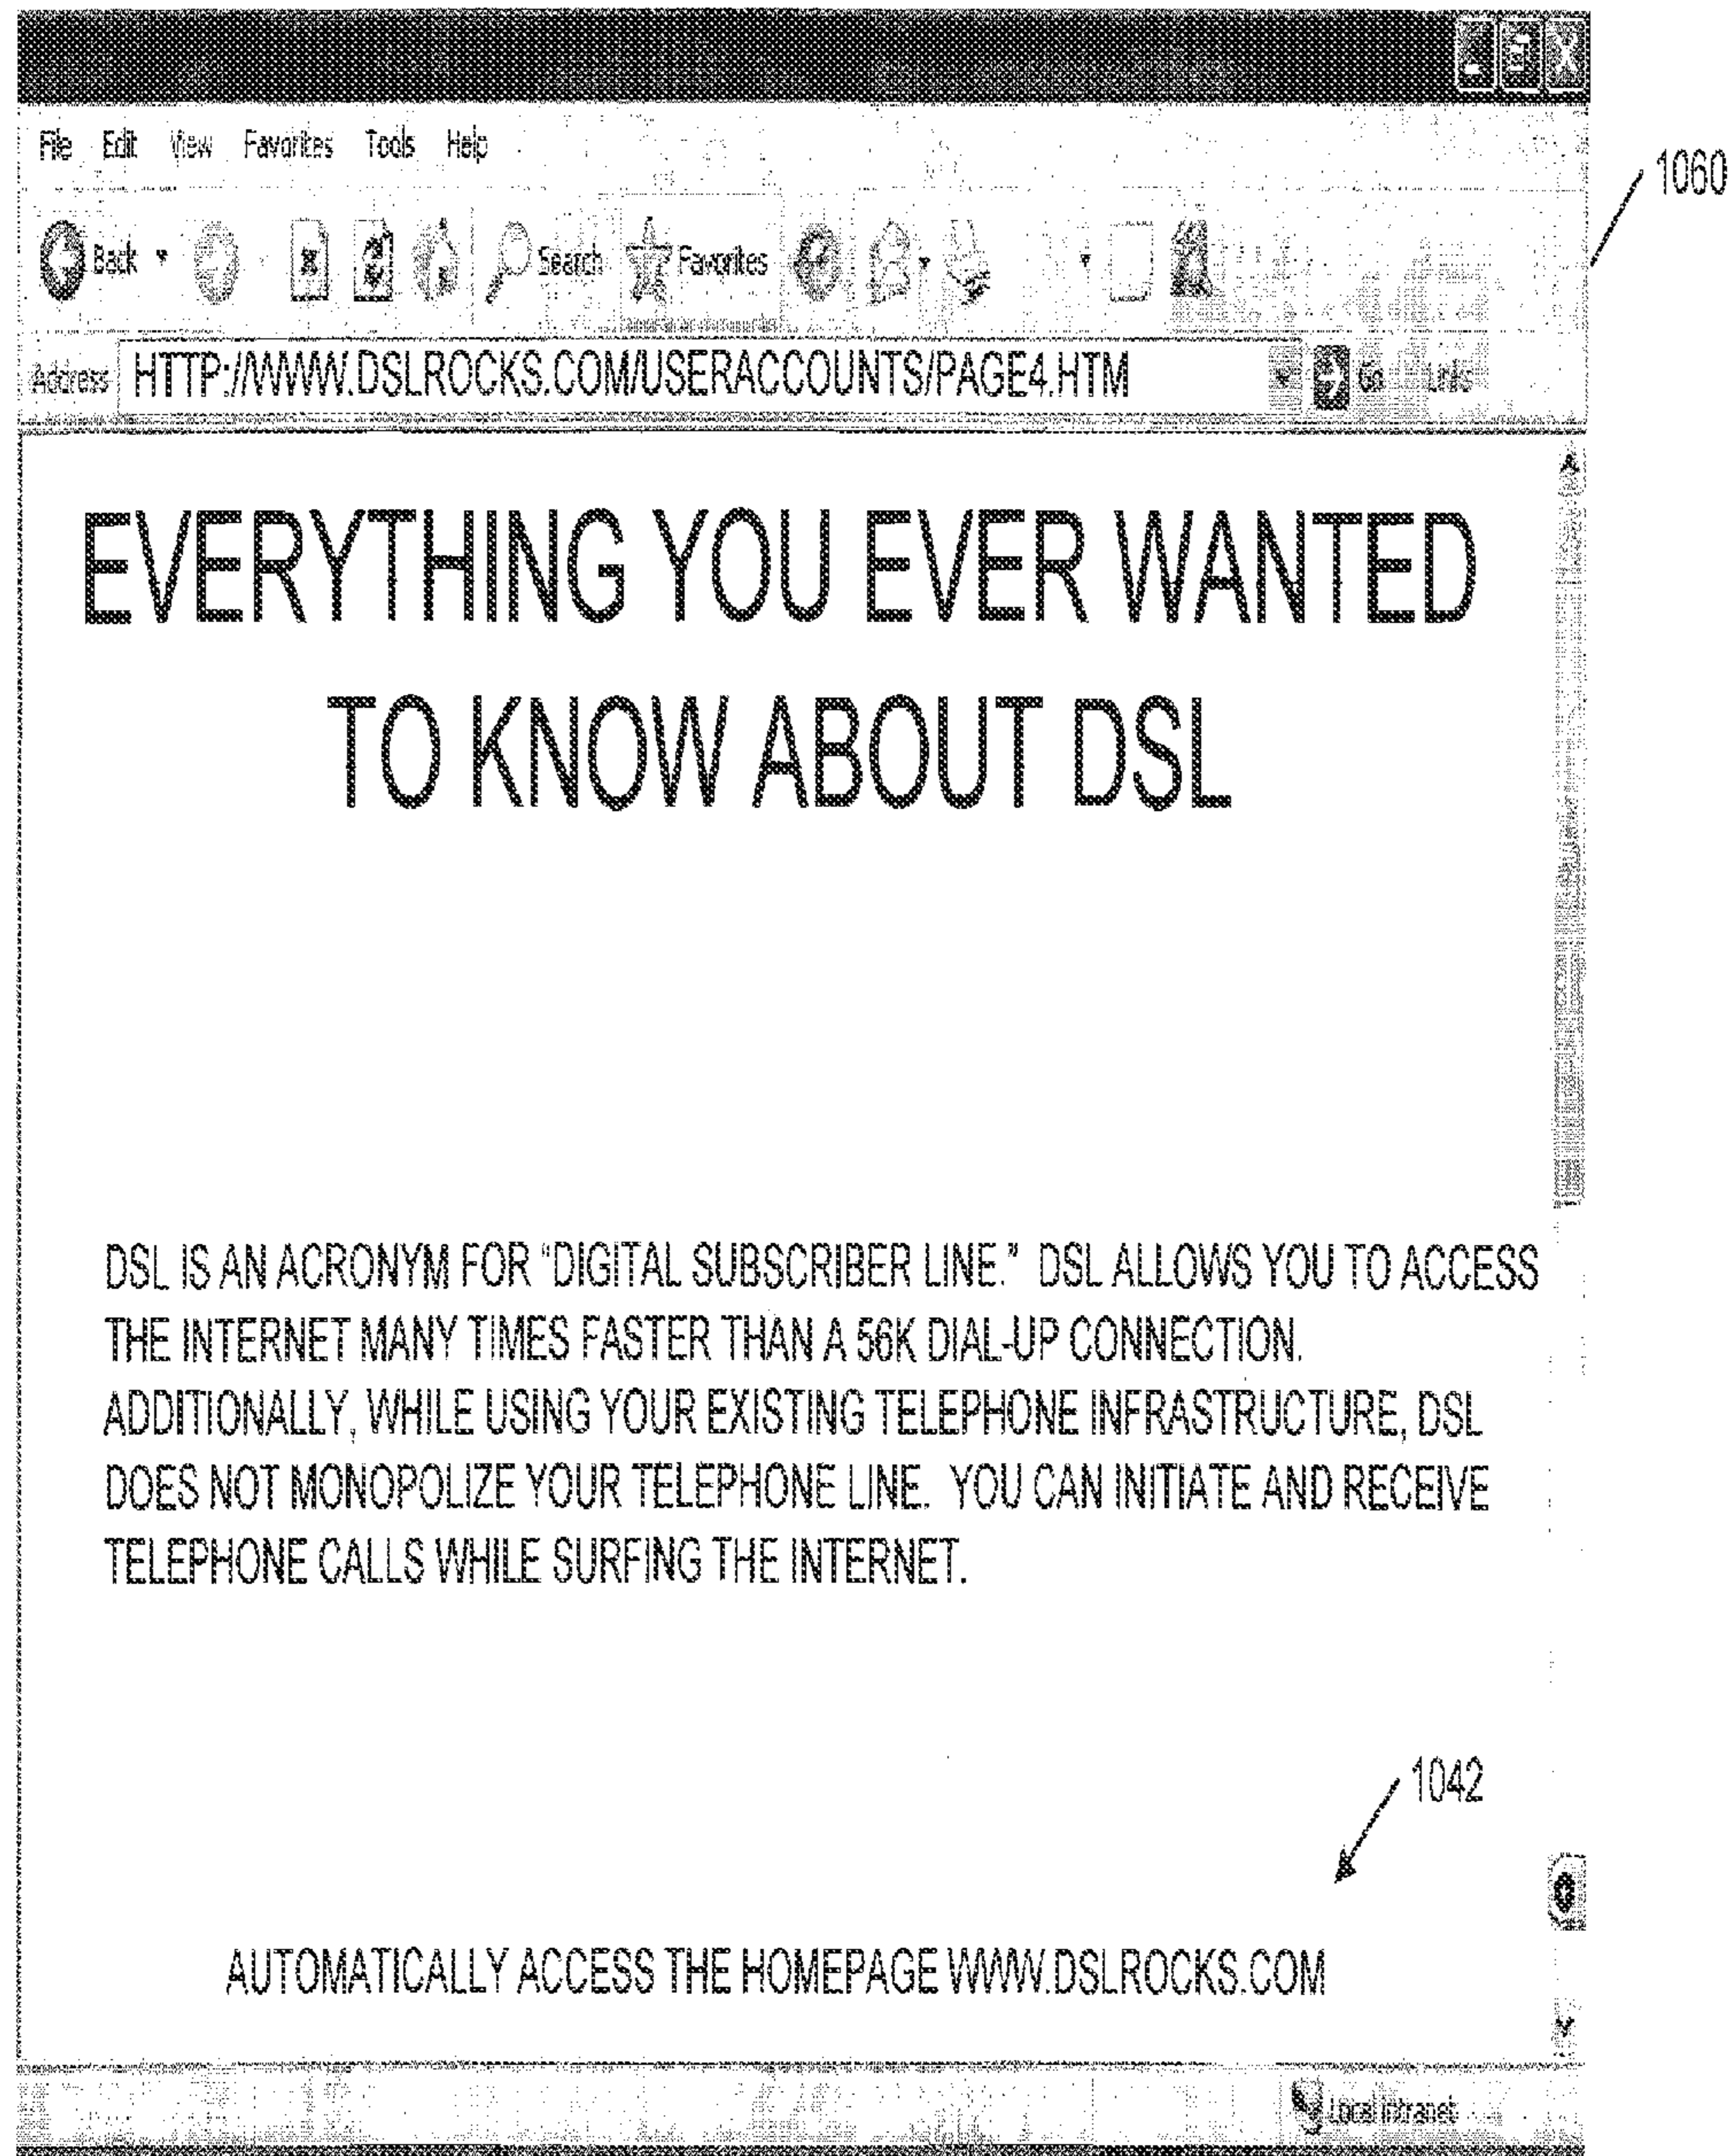 File Edit View Favorites Tools Help
1060
Back Search Favorites
Address HTTP://WWW.DSLROCKS.COM/USERACCOUNTS/PAGE4.HTM Go Links
EVERYTHING YOU EVER WANTED
TO KNOW ABOUT DSL
DSL IS AN ACRONYM FOR "DIGITAL SUBSCRIBER LINE." DSL ALLOWS YOU TO ACCESS
THE INTERNET MANY TIMES FASTER THAN A 56K DIAL-UP CONNECTION.
ADDITIONALLY, WHILE USING YOUR EXISTING TELEPHONE INFRASTRUCTURE, DSL
DOES NOT MONOPOLIZE YOUR TELEPHONE LINE. YOU CAN INITIATE AND RECEIVE
TELEPHONE CALLS WHILE SURFING THE INTERNET.
1042
AUTOMATICALLY ACCESS THE HOMEPAGE WWW.DSLROCKS.COM
Local intranet